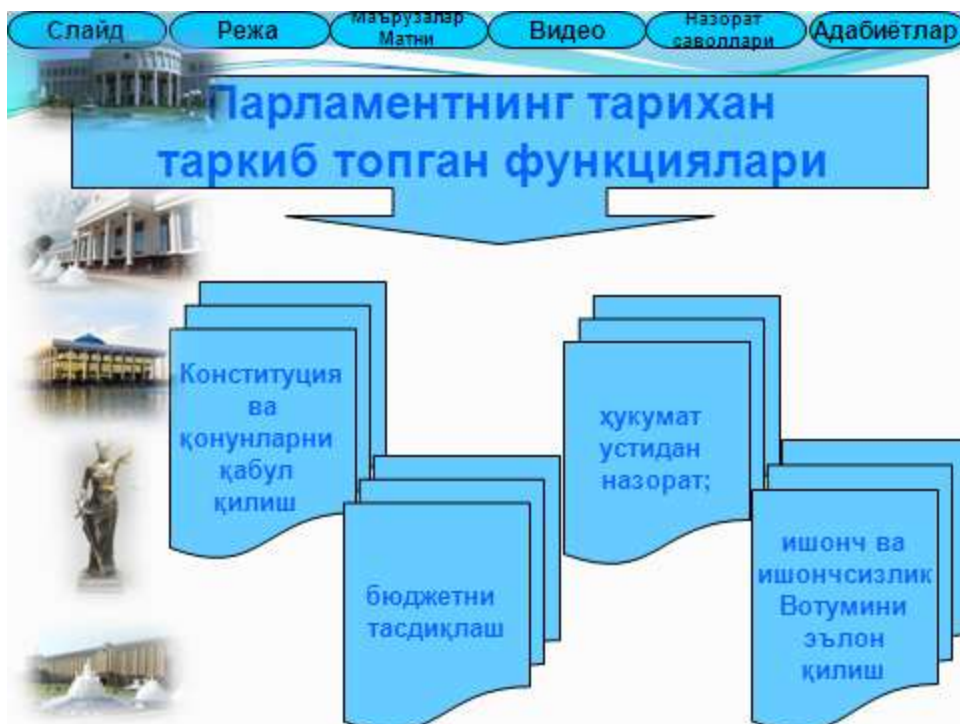 Слайд
Режа
Маърузалар
Матни
Видео
Назорат
саволлари
Адабиётлар
Парламентнинг тарихан
таркиб топган функциялари
Конституция
ва
қонунларни
қабул
қилиш
бюджетни
тасдиқлаш
ҳукумат
устидан
назорат;
ишонч ва
ишончсизлик
Вотумини
эълон
қилиш